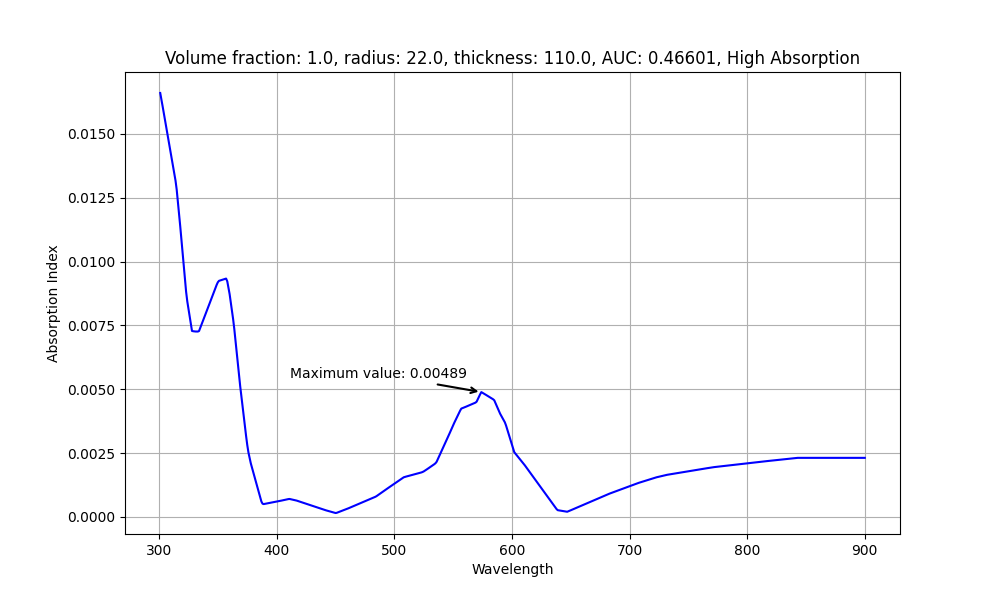 Volume fraction: 1.0, radius: 22.0, thickness: 110.0, AUC: 0.46601, High Absorption
0.0150
0.0125
0.0100
0.0075
0.0050
0.0025
0.0000
Absorption Index
Maximum value: 0.00489
300 400 500 600 700 800 900
Wavelength